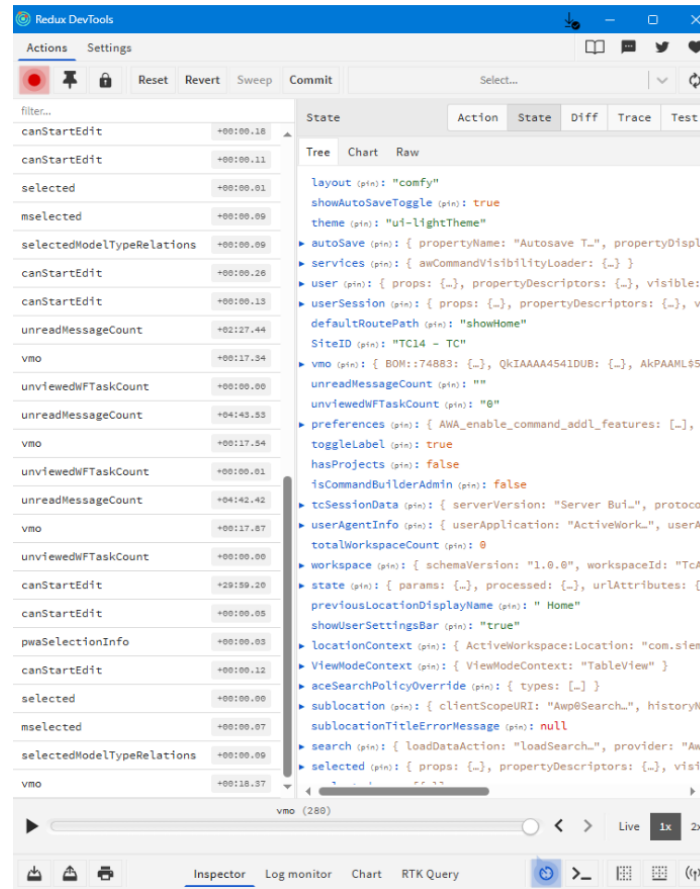 Redux DevTools
Actions Settings
Reset Revert Sweep Commit Select...
filter...
canStartEdit +00:00.18
canStartEdit +00:00.11
selected +00:00.01
mselected +00:00.09
selectedModelTypeRelations +00:00.09
canStartEdit +00:00.26
canStartEdit +00:00.13
unreadMessageCount +02:27.44
vmo +00:17.34
unviewedWFTaskCount +00:00.00
unreadMessageCount +04:43.53
vmo +00:17.54
unviewedWFTaskCount +00:00.01
unreadMessageCount +04:42.42
vmo +00:17.87
unviewedWFTaskCount +00:00.00
canStartEdit +29:59.20
canStartEdit +00:00.05
pwaSelectionInfo +00:00.03
canStartEdit +00:00.12
selected +00:00.00
mselected +00:00.07
selectedModelTypeRelations +00:00.09
vmo +00:18.37
State Action State Diff Trace Test
Tree Chart Raw
layout (pin): "comfy"
showAutoSaveToggle (pin): true
theme (pin): "ui-lightTheme"
autoSave (pin): { propertyName: "Autosave T…", propertyDispl
services (pin): { awCommandVisibilityLoader: {…} }
user (pin): { props: {…}, propertyDescriptors: {…}, visible:
userSession (pin): { props: {…}, propertyDescriptors: {…}, v
defaultRoutePath (pin): "showHome"
SiteID (pin): "TC14 - TC"
vmo (pin): { BOM::74883: {…}, QkIAAAA4541DUB: {…}, AkPAAML$5
unreadMessageCount (pin): ""
unviewedWFTaskCount (pin): "0"
preferences (pin): { AWA_enable_command_addl_features: […],
toggleLabel (pin): true
hasProjects (pin): false
isCommandBuilderAdmin (pin): false
tcSessionData (pin): { serverVersion: "Server Bui…", protoco
userAgentInfo (pin): { userApplication: "ActiveWork…", userA
totalWorkspaceCount (pin): 0
workspace (pin): { schemaVersion: "1.0.0", workspaceId: "TcA
state (pin): { params: {…}, processed: {…}, urlAttributes: {
previousLocationDisplayName (pin): " Home"
showUserSettingsBar (pin): "true"
locationContext (pin): { ActiveWorkspace:Location: "com.siem
ViewModeContext (pin): { ViewModeContext: "TableView" }
aceSearchPolicyOverride (pin): { types: […] }
sublocation (pin): { clientScopeURI: "Awp0Search…", historyN
sublocationTitleErrorMessage (pin): null
search (pin): { loadDataAction: "loadSearch…", provider: "Aw
selected (pin): { props: {…}, propertyDescriptors: {…}, visi
vmo (280)
Live 1x 2x
Inspector Log monitor Chart RTK Query